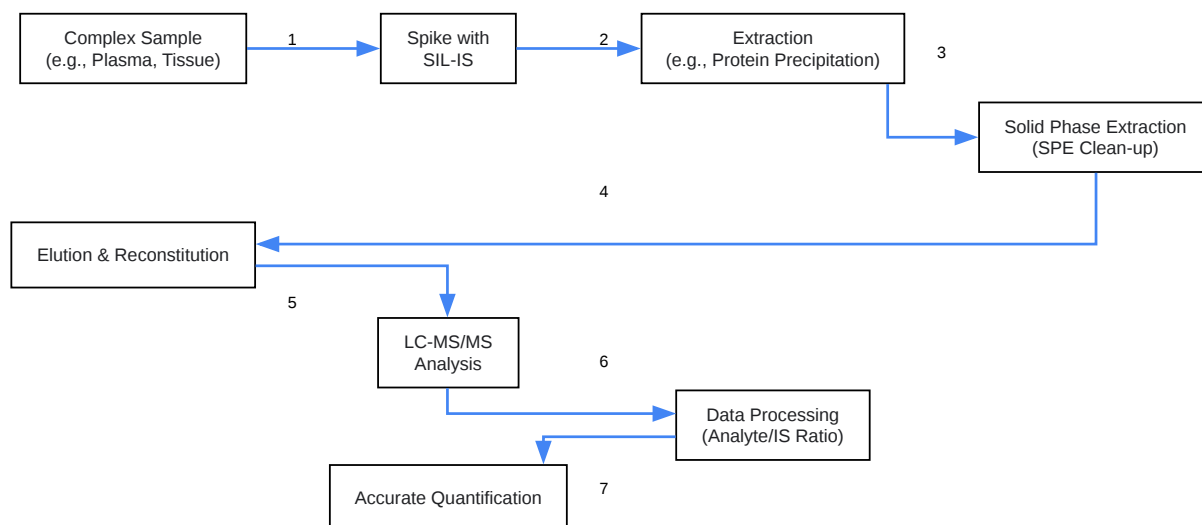 Complex Sample
(e.g., Plasma, Tissue)
1
Spike with
SIL-IS
2
Extraction
(e.g., Protein Precipitation)
3
Solid Phase Extraction
(SPE Clean-up)
4
Elution & Reconstitution
5
LC-MS/MS
Analysis
6
Data Processing
(Analyte/IS Ratio)
7
Accurate Quantification